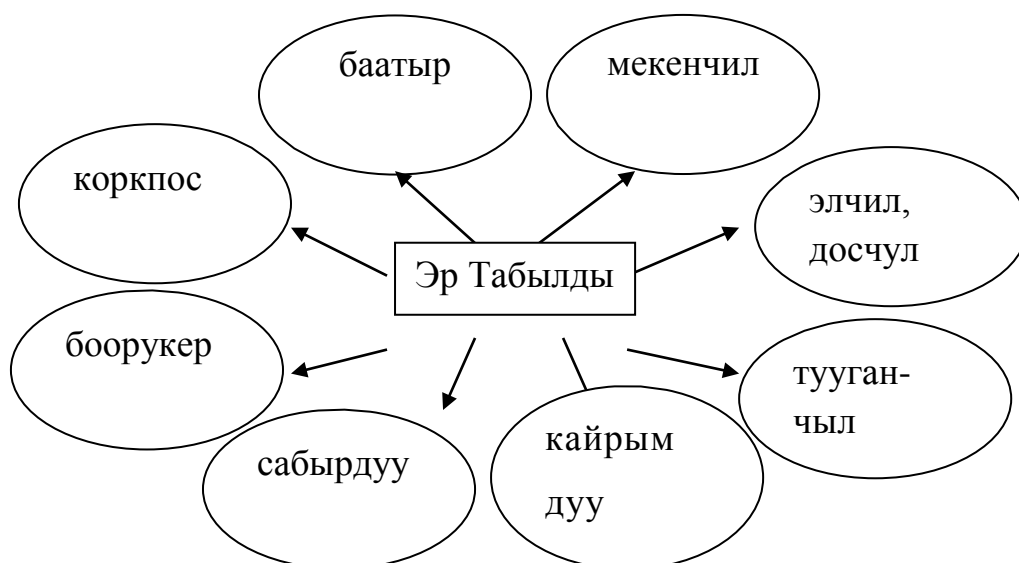 баатыр
мекенчил
коркпос
элчил,
досчул
Эр Табылды
боорукер
тууган-
чыл
сабырдуу
кайрым
дуу